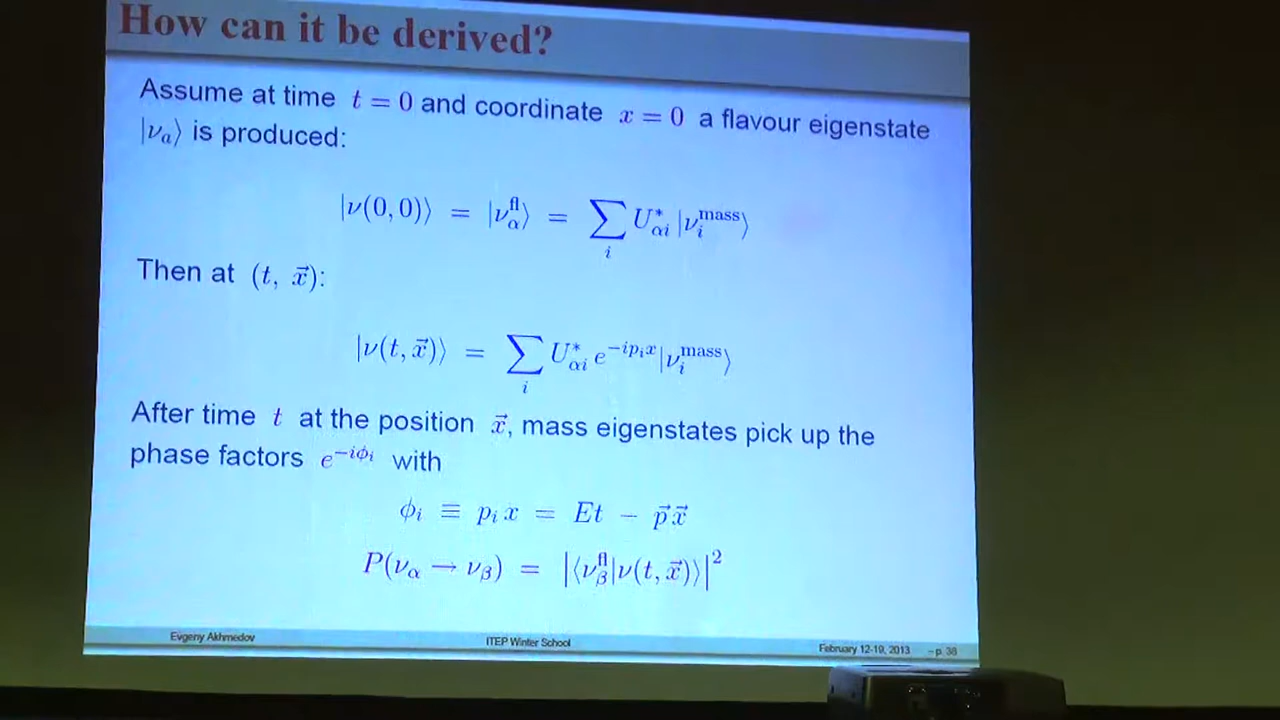 How can it be derived?
Assume at time t = 0 and coordinate x = 0 a flavour eigenstate
|νₐ⟩ is produced:
|ν(0,0)⟩ = |ν_α^fl⟩ = ∑_i U*_αi |ν_i^mass⟩
Then at (t, x⃗):
|ν(t, x⃗)⟩ = ∑_i U*_αi e^{−ip_i x} |ν_i^mass⟩
After time t at the position x⃗, mass eigenstates pick up the
phase factors e^{−iϕ_i} with
ϕ_i ≡ p_i x = Et − p⃗x⃗
P(ν_α → ν_β) = |⟨ν_β^fl|ν(t, x⃗)⟩|²
Evgeny Akhmedov ITEP Winter School February 12-19, 2013 – p. 38